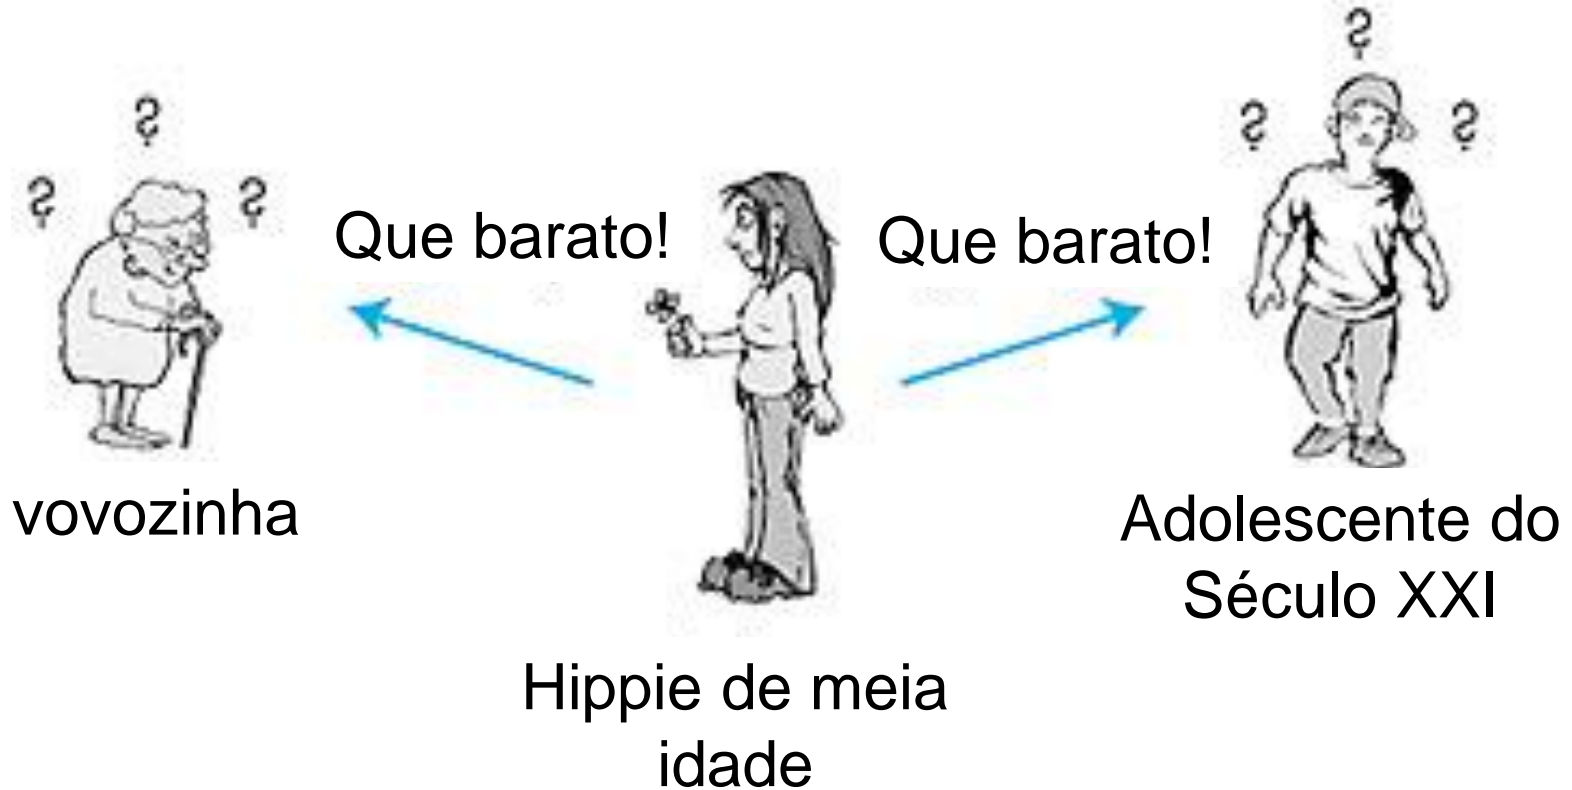 ?
?
?
?
?
?
Que barato!
Que barato!
vovozinha
Adolescente do
Século XXI
Hippie de meia
idade